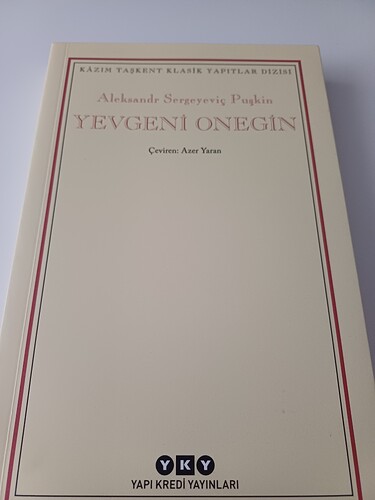 KÂZIM TAŞKENT KLASİK YAPITLAR DİZİSİ
Aleksandr Sergeyeviç Puşkin
YEVGENİ ONEGİN
Çeviren: Azer Yaran
YKY
YAPI KREDİ YAYINLARI